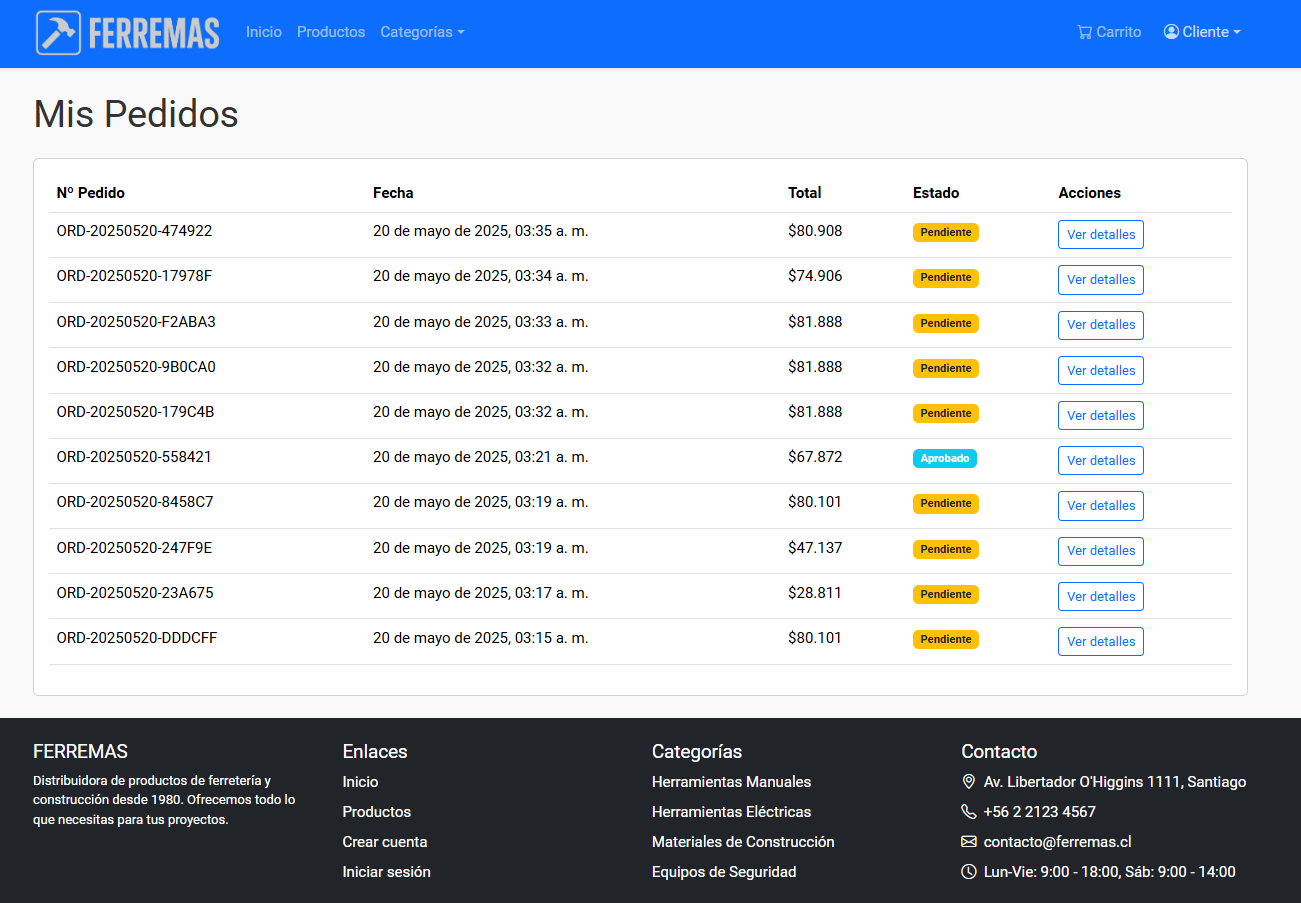 FERREMAS Inicio Productos Categorías Carrito Cliente
Mis Pedidos
Nº Pedido Fecha Total Estado Acciones
ORD-20250520-474922 20 de mayo de 2025, 03:35 a. m. $80.908 Pendiente Ver detalles
ORD-20250520-17978F 20 de mayo de 2025, 03:34 a. m. $74.906 Pendiente Ver detalles
ORD-20250520-F2ABA3 20 de mayo de 2025, 03:33 a. m. $81.888 Pendiente Ver detalles
ORD-20250520-9B0CA0 20 de mayo de 2025, 03:32 a. m. $81.888 Pendiente Ver detalles
ORD-20250520-179C4B 20 de mayo de 2025, 03:32 a. m. $81.888 Pendiente Ver detalles
ORD-20250520-558421 20 de mayo de 2025, 03:21 a. m. $67.872 Aprobado Ver detalles
ORD-20250520-8458C7 20 de mayo de 2025, 03:19 a. m. $80.101 Pendiente Ver detalles
ORD-20250520-247F9E 20 de mayo de 2025, 03:19 a. m. $47.137 Pendiente Ver detalles
ORD-20250520-23A675 20 de mayo de 2025, 03:17 a. m. $28.811 Pendiente Ver detalles
ORD-20250520-DDDCFF 20 de mayo de 2025, 03:15 a. m. $80.101 Pendiente Ver detalles
FERREMAS
Distribuidora de productos de ferretería y
construcción desde 1980. Ofrecemos todo lo
que necesitas para tus proyectos.
Enlaces
Inicio
Productos
Crear cuenta
Iniciar sesión
Categorías
Herramientas Manuales
Herramientas Eléctricas
Materiales de Construcción
Equipos de Seguridad
Contacto
Av. Libertador O'Higgins 1111, Santiago
+56 2 2123 4567
contacto@ferremas.cl
Lun-Vie: 9:00 - 18:00, Sáb: 9:00 - 14:00